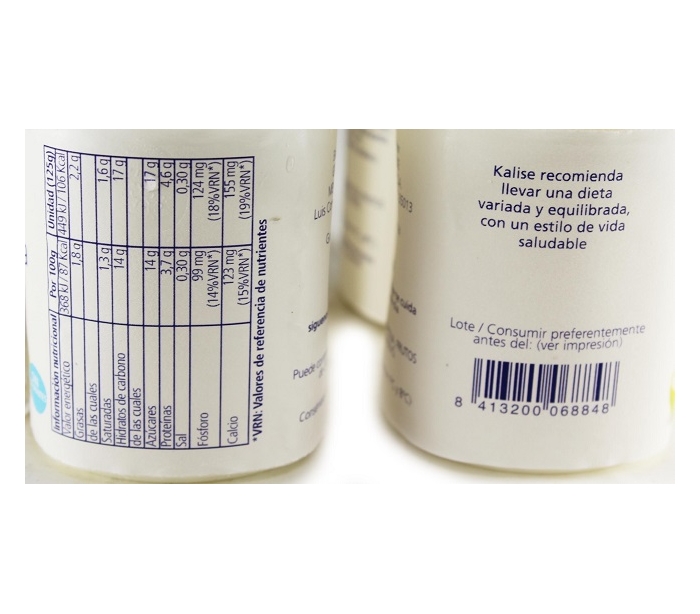 Información nutricional Por 100g Unidad (125g)
Valor energético 368 kJ / 87 Kcal 449 kJ / 106 Kcal
Grasas 1,8 g 2,2 g
de las cuales
Saturadas 1,3 g 1,6 g
Hidratos de carbono 14 g 17 g
de las cuales
Azúcares 14 g 17 g
Proteínas 3,7 g 4,6 g
Sal 0,30 g 0,30 g
Fósforo 99 mg 124 mg
(14%VRN*) (18%VRN*)
Calcio 123 mg 155 mg
(15%VRN*) (19%VRN*)
*VRN: Valores de referencia de nutrientes
Luis
Puede
Kalise recomienda
llevar una dieta
variada y equilibrada,
con un estilo de vida
saludable
Lote / Consumir preferentemente
antes del: (ver impresión)
8 413200 068848